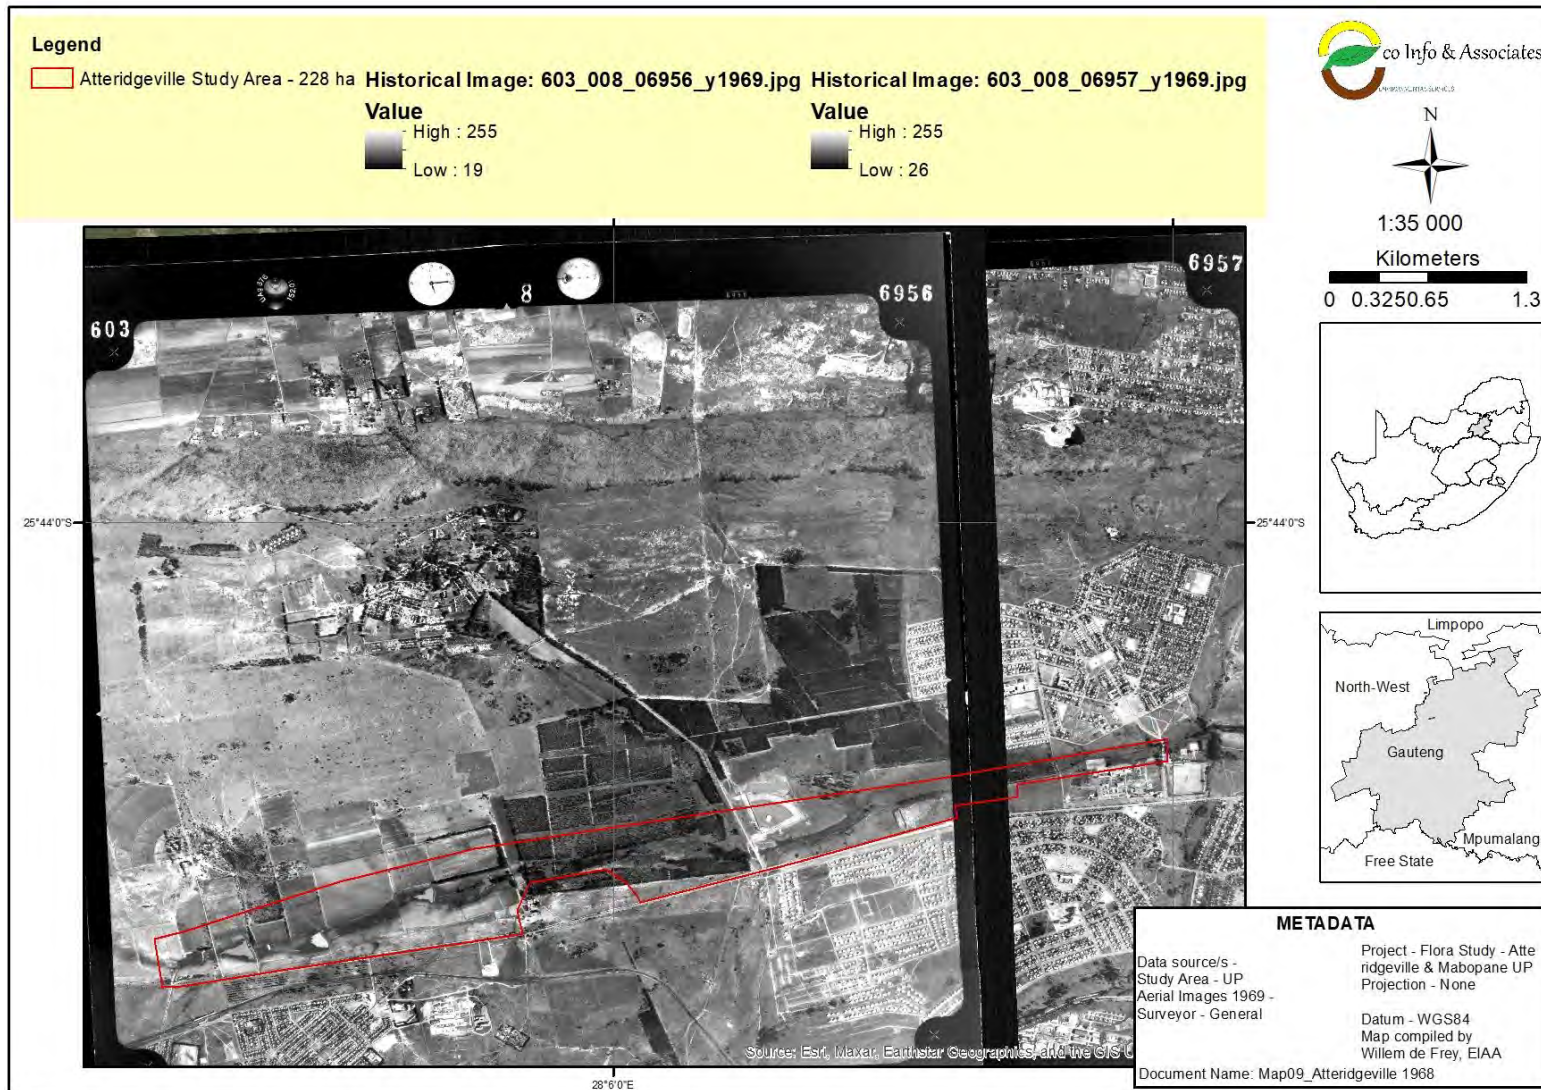 Legend
Atteridgeville Study Area - 228 ha
Historical Image: 603_008_06956_y1969.jpg
Value
High : 255
Low : 19
Historical Image: 603_008_06957_y1969.jpg
Value
High : 255
Low : 26
co Info & Associates
N
1:35 000
Kilometers
0 0.3250.65 1.3
603
8
6956
6957
25°44'0"S
25°44'0"S
28°6'0"E
Source: Esri, Maxar, Earthstar Geographics, and the GIS
Limpopo
North-West
Gauteng
Mpumalang
Free State
METADATA
Data source/s -
Study Area - UP
Aerial Images 1969 -
Surveyor - General
Project - Flora Study - Atte
ridgeville & Mabopane UP
Projection - None
Datum - WGS84
Map compiled by
Willem de Frey, EIAA
Document Name: Map09_Atteridgeville 1968